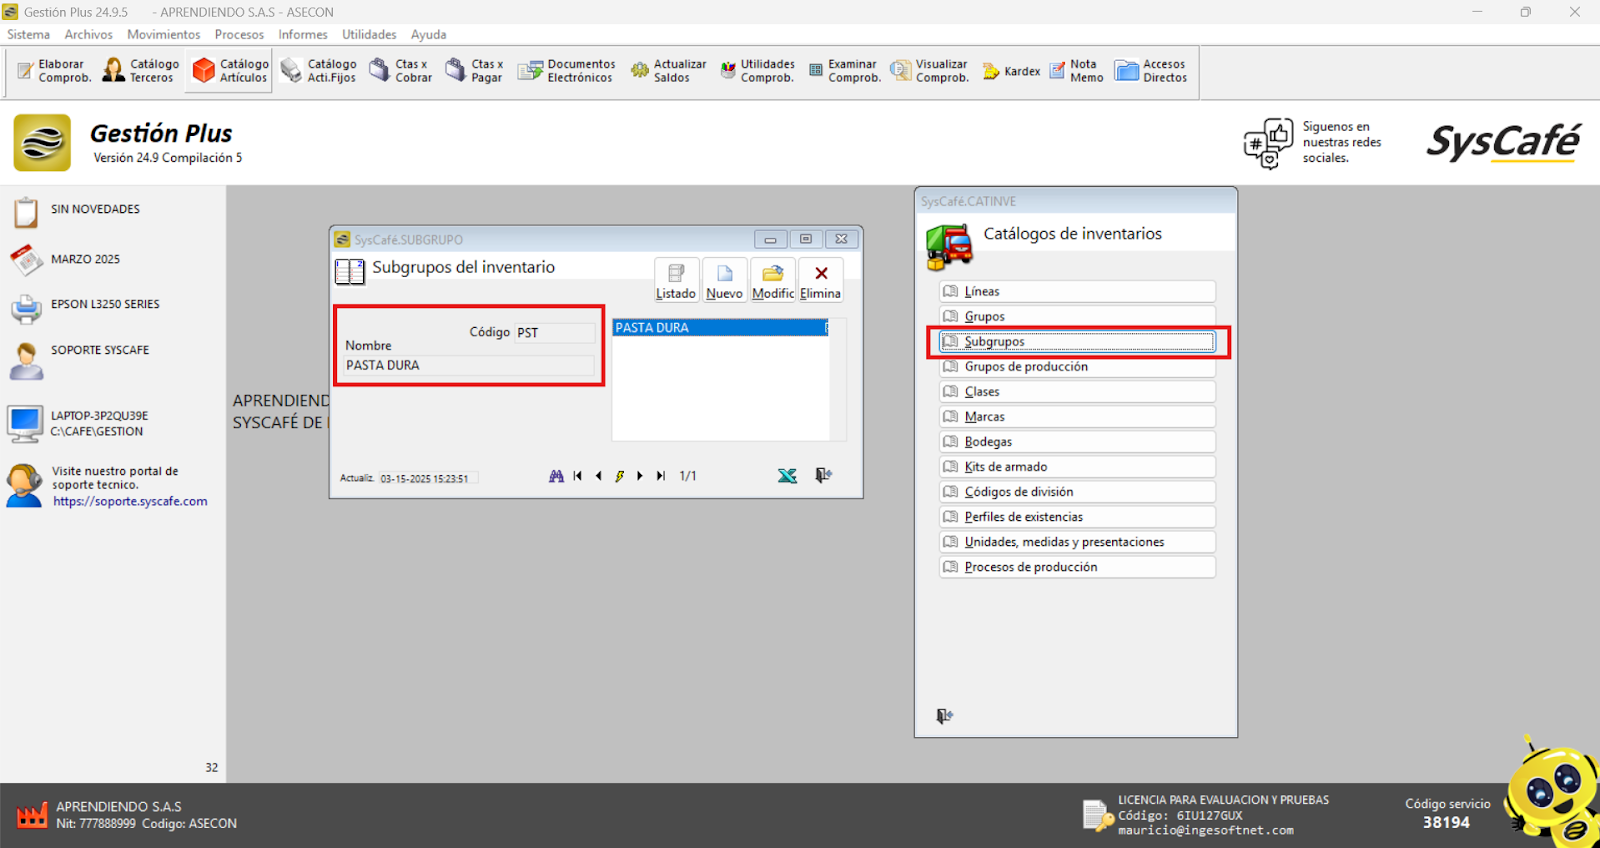 Gestión Plus 24.9.5 - APRENDIENDO S.A.S - ASECON
Sistema Archivos Movimientos Procesos Informes Utilidades Ayuda
Elaborar Comprob.
Catálogo Terceros
Catálogo Artículos
Catálogo Acti.Fijos
Ctas x Cobrar
Ctas x Pagar
Documentos Electrónicos
Actualizar Saldos
Utilidades Comprob.
Examinar Comprob.
Visualizar Comprob.
Kardex
Nota Memo
Accesos Directos
Gestión Plus
Versión 24.9 Compilación 5
Siguenos en
nuestras redes
sociales.
SysCafé
SIN NOVEDADES
MARZO 2025
EPSON L3250 SERIES
SOPORTE SYSCAFE
LAPTOP-3P2QU39E
C:\CAFE\GESTION
Visite nuestro portal de
soporte tecnico.
https://soporte.syscafe.com
32
APRENDIEND
SYSCAFÉ DE
SysCafé.SUBGRUPO
Subgrupos del inventario
Listado Nuevo Modific Elimina
Código PST
Nombre
PASTA DURA
PASTA DURA
Actualiz. 03-15-2025 15:23:51
1/1
SysCafé.CATINVE
Catálogos de inventarios
Líneas
Grupos
Subgrupos
Grupos de producción
Clases
Marcas
Bodegas
Kits de armado
Códigos de división
Perfiles de existencias
Unidades, medidas y presentaciones
Procesos de producción
APRENDIENDO S.A.S
Nit: 777888999 Codigo: ASECON
LICENCIA PARA EVALUACION Y PRUEBAS
Código: 6IU127GUX
mauricio@ingesoftnet.com
Código servicio
38194